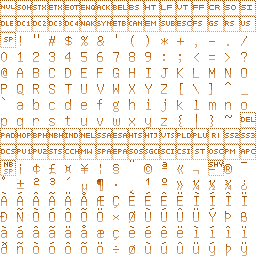 NUL SOH STX ETX EOT ENQ ACK BEL BS HT LF VT FF CR SO SI
DLE DC1 DC2 DC3 DC4 NAK SYN ETB CAN EM SUB ESC FS GS RS US
SP ! " # $ % & ' ( ) * + , - . /
0 1 2 3 4 5 6 7 8 9 : ; < = > ?
@ A B C D E F G H I J K L M N O
P Q R S T U V W X Y Z [ \ ] ^ _
` a b c d e f g h i j k l m n o
p q r s t u v w x y z { | } ~ DEL
PAD HOP BPH NBH IND NEL SSA ESA HTS HTJ VTS PLD PLU RI SS2 SS3
DCS PU1 PU2 STS CCH MW SPA EPA SOS SGC SCI CSI ST OSC PM APC
NBSP ¡ ¢ £ ¤ ¥ ¦ § ¨ © ª « ¬ SHY ® ¯
° ± ² ³ ´ µ ¶ · ¸ ¹ º » ¼ ½ ¾ ¿
À Á Â Ã Ä Å Æ Ç È É Ê Ë Ì Í Î Ï
Ð Ñ Ò Ó Ô Õ Ö × Ø Ù Ú Û Ü Ý Þ ß
à á â ã ä å æ ç è é ê ë ì í î ï
ð ñ ò ó ô õ ö ÷ ø ù ú û ü ý þ ÿ